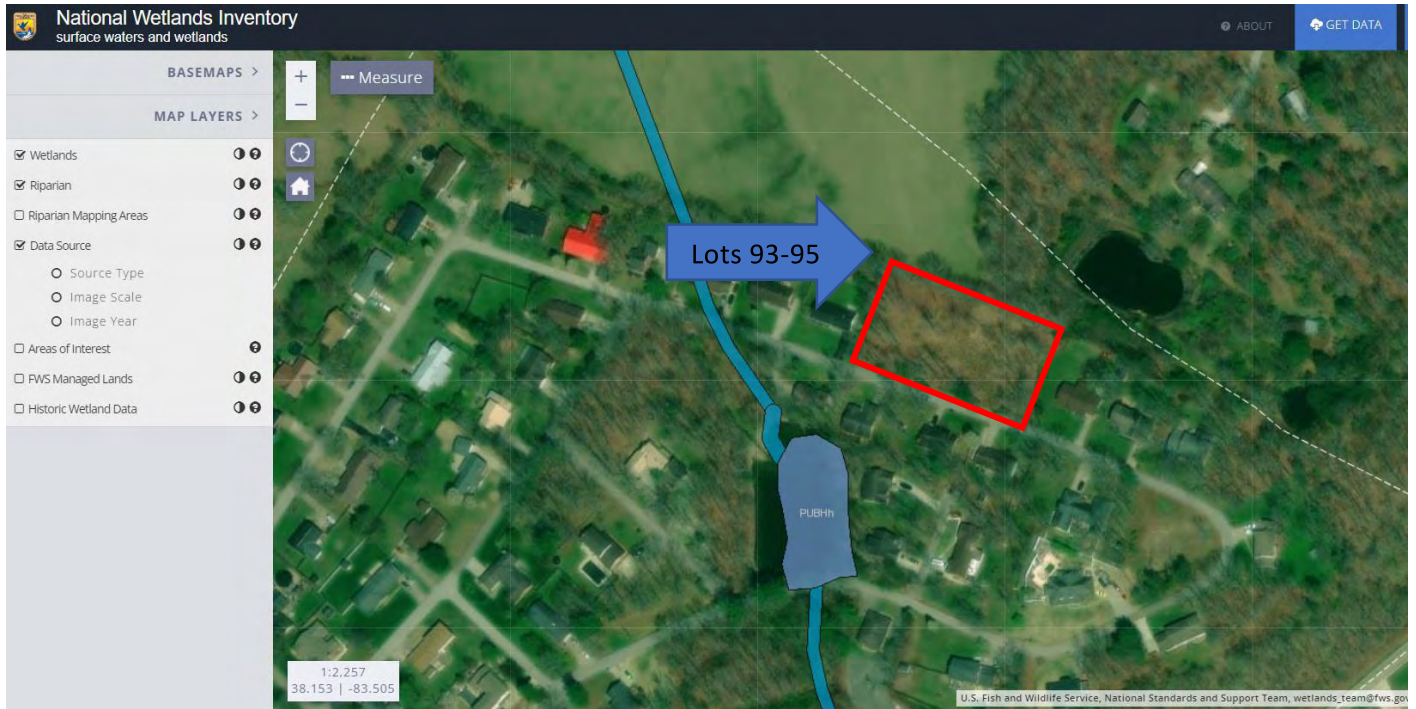 National Wetlands Inventory
surface waters and wetlands
ABOUT
GET DATA
BASEMAPS >
MAP LAYERS >
Wetlands
Riparian
Riparian Mapping Areas
Data Source
Source Type
Image Scale
Image Year
Areas of Interest
FWS Managed Lands
Historic Wetland Data
+
Measure
−
Lots 93-95
PUBHh
1:2.257
38.153 | -83.505
U.S. Fish and Wildlife Service, National Standards and Support Team, wetlands_team@fws.gov